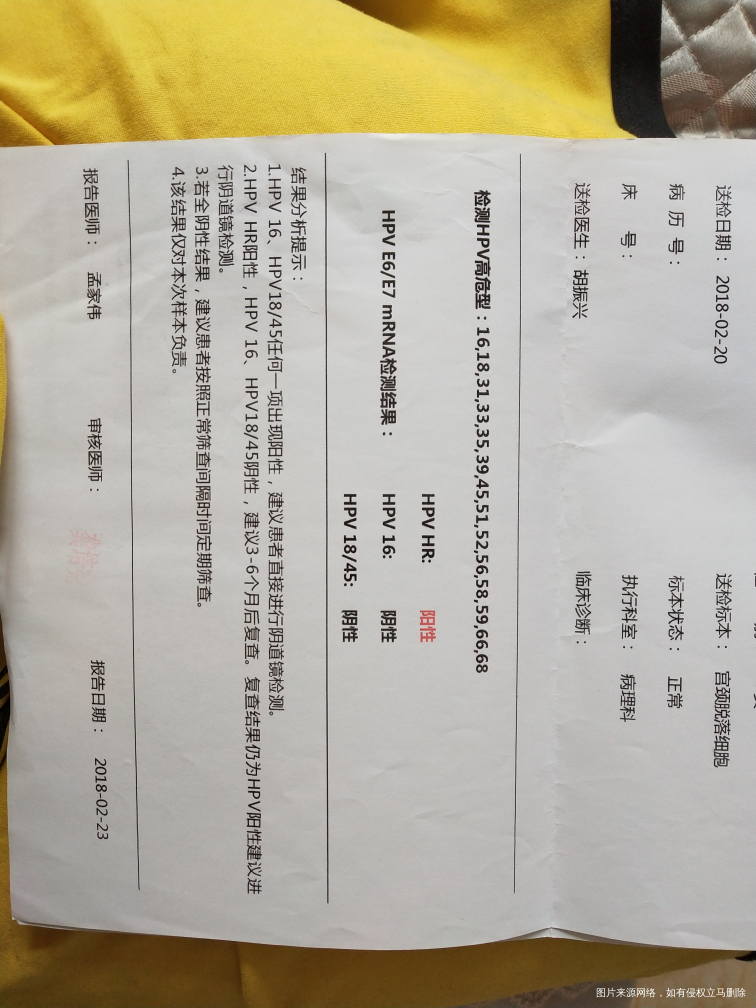 送检日期： 2018-02-20
送检标本： 宫颈脱落细胞
病 历 号：
标本状态： 正常
床 号：
执行科室： 病理科
送检医生： 胡振兴
临床诊断：
检测HPV高危型：16,18,31,33,35,39,45,51,52,56,58,59,66,68
HPV HR: 阳性
HPV E6/E7 mRNA检测结果： HPV 16: 阴性
HPV 18/45: 阴性
结果分析提示：
1.HPV 16、HPV18/45任何一项出现阳性，建议患者直接进行阴道镜检测。
2.HPV HR阳性，HPV 16、HPV18/45阴性，建议3-6个月后复查。复查结果仍为HPV阳性建议进
行阴道镜检测。
3.若全阴性结果，建议患者按照正常筛查间隔时间定期筛查。
4.该结果仅对本次样本负责。
报告医师： 孟家伟 审核医师： 报告日期： 2018-02-23
图片来源网络，如有侵权立马删除